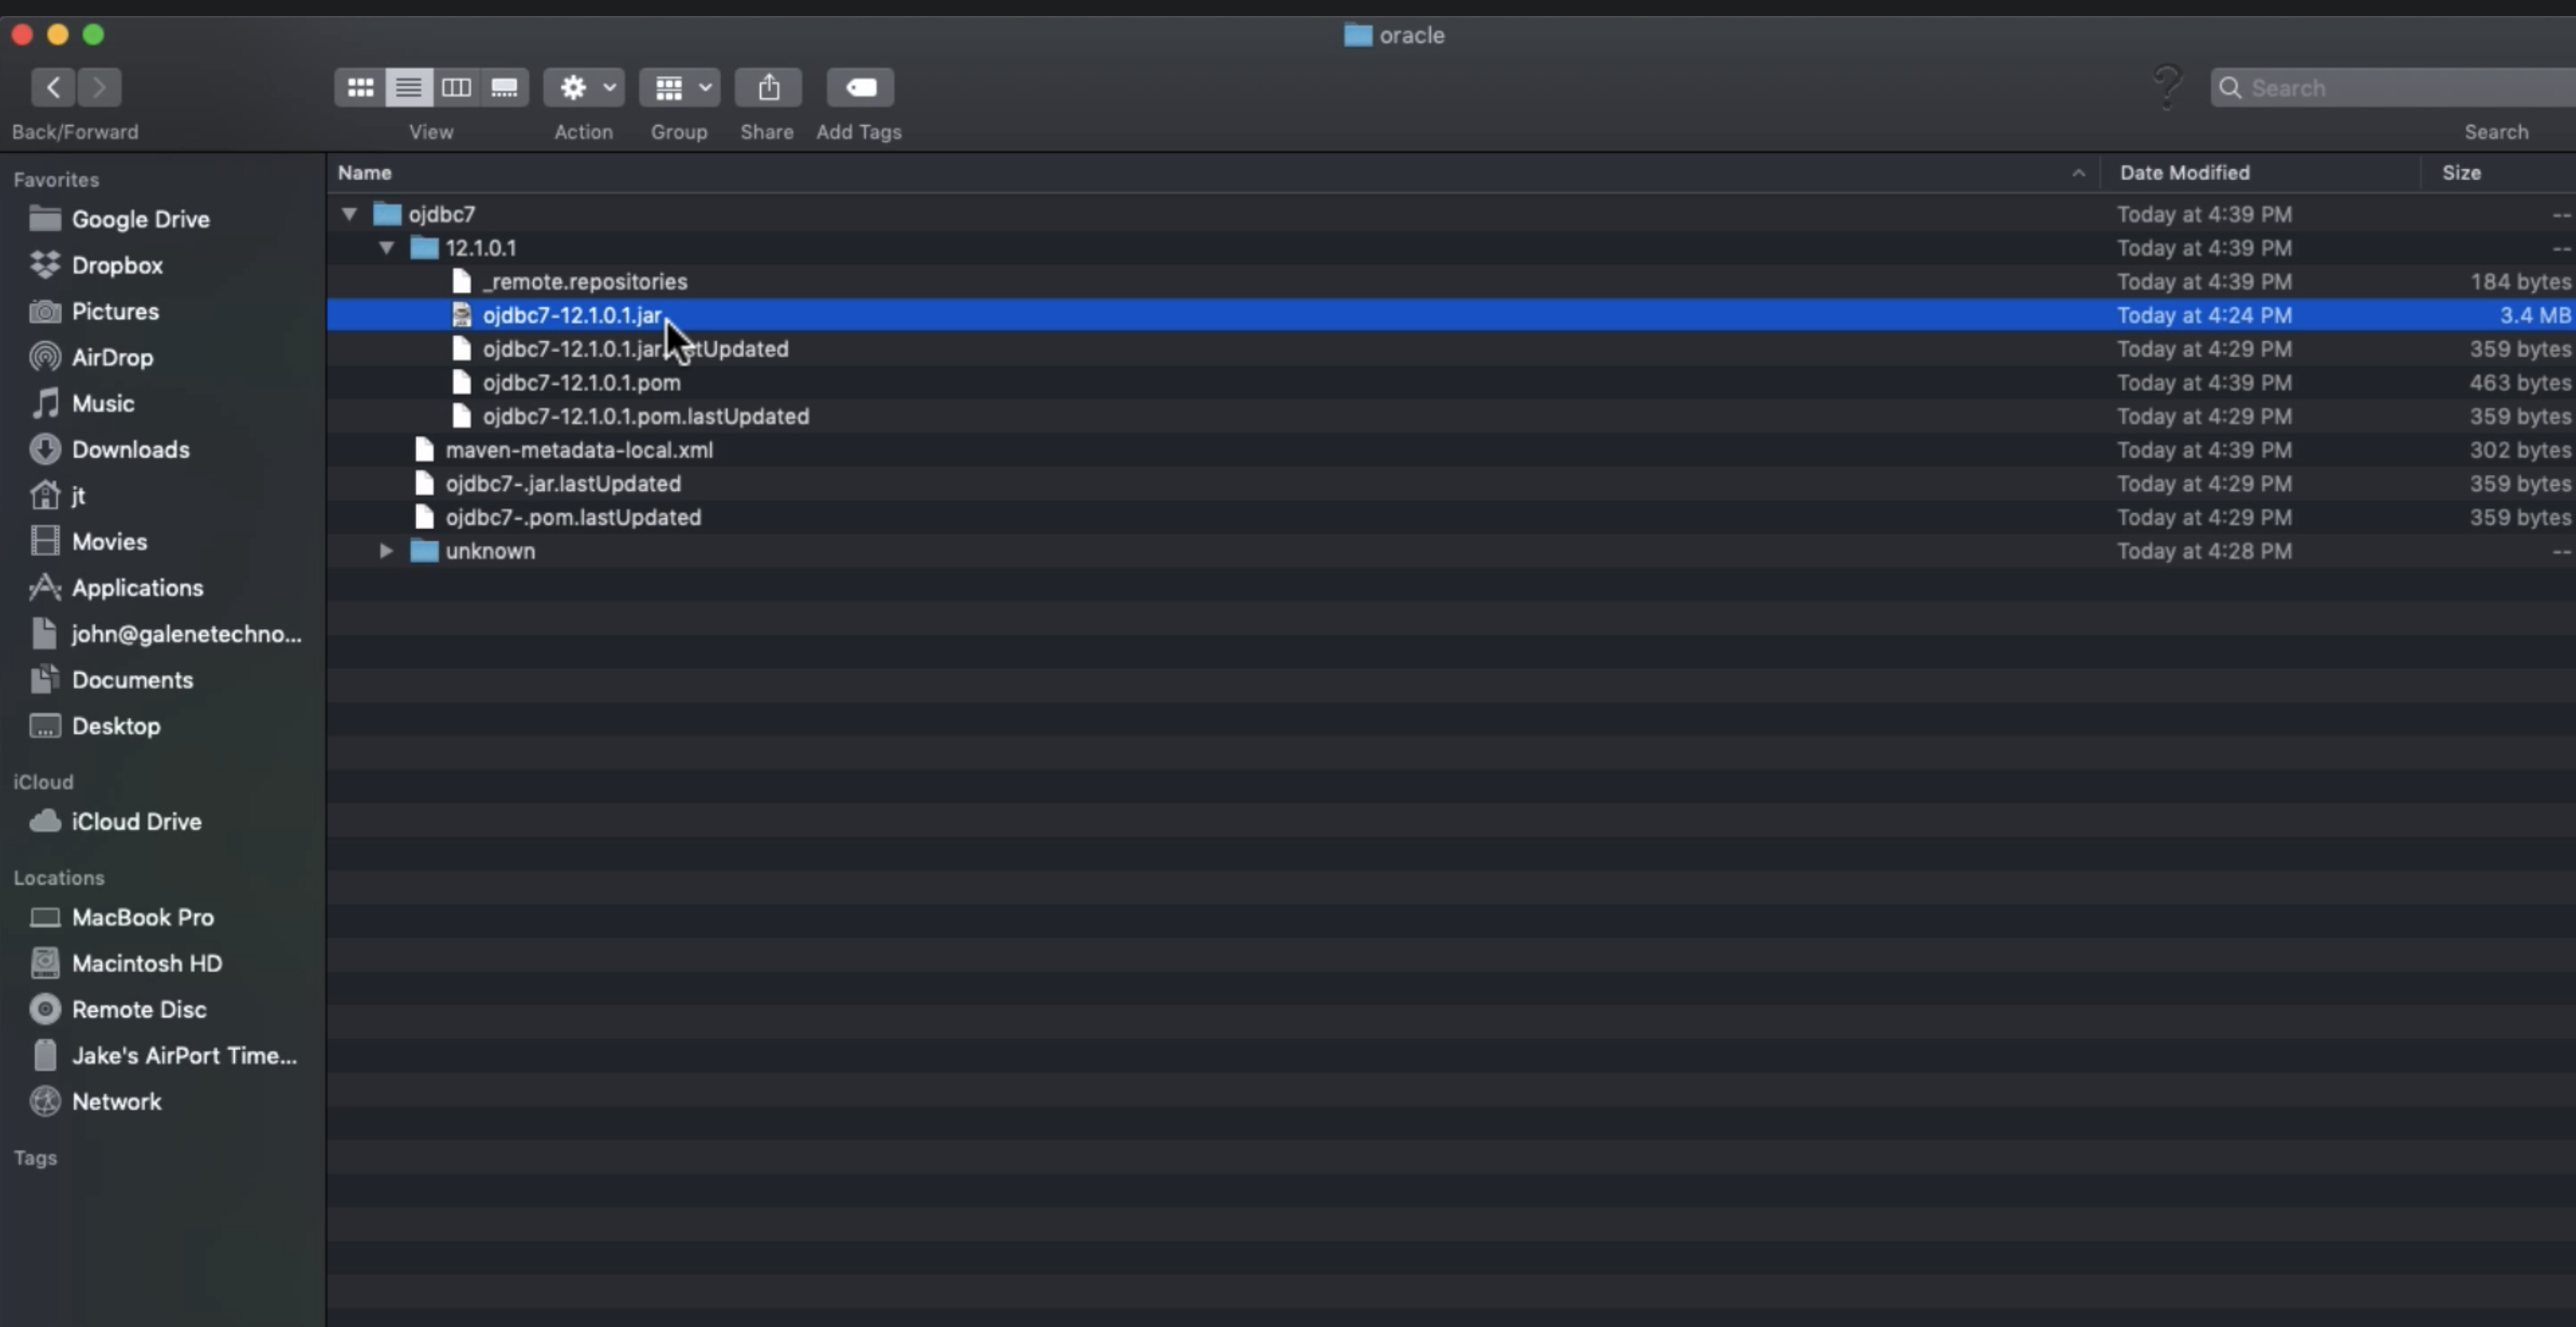 oracle
Search
Back/Forward View Action Group Share Add Tags Search
Favorites
Google Drive
Dropbox
Pictures
AirDrop
Music
Downloads
jt
Movies
Applications
john@galenetechno...
Documents
Desktop
iCloud
iCloud Drive
Locations
MacBook Pro
Macintosh HD
Remote Disc
Jake's AirPort Time...
Network
Tags
Name Date Modified Size
ojdbc7 Today at 4:39 PM --
12.1.0.1 Today at 4:39 PM --
_remote.repositories Today at 4:39 PM 184 bytes
ojdbc7-12.1.0.1.jar Today at 4:24 PM 3.4 MB
ojdbc7-12.1.0.1.jar tUpdated Today at 4:29 PM 359 bytes
ojdbc7-12.1.0.1.pom Today at 4:39 PM 463 bytes
ojdbc7-12.1.0.1.pom.lastUpdated Today at 4:29 PM 359 bytes
maven-metadata-local.xml Today at 4:39 PM 302 bytes
ojdbc7-.jar.lastUpdated Today at 4:29 PM 359 bytes
ojdbc7-.pom.lastUpdated Today at 4:29 PM 359 bytes
unknown Today at 4:28 PM --